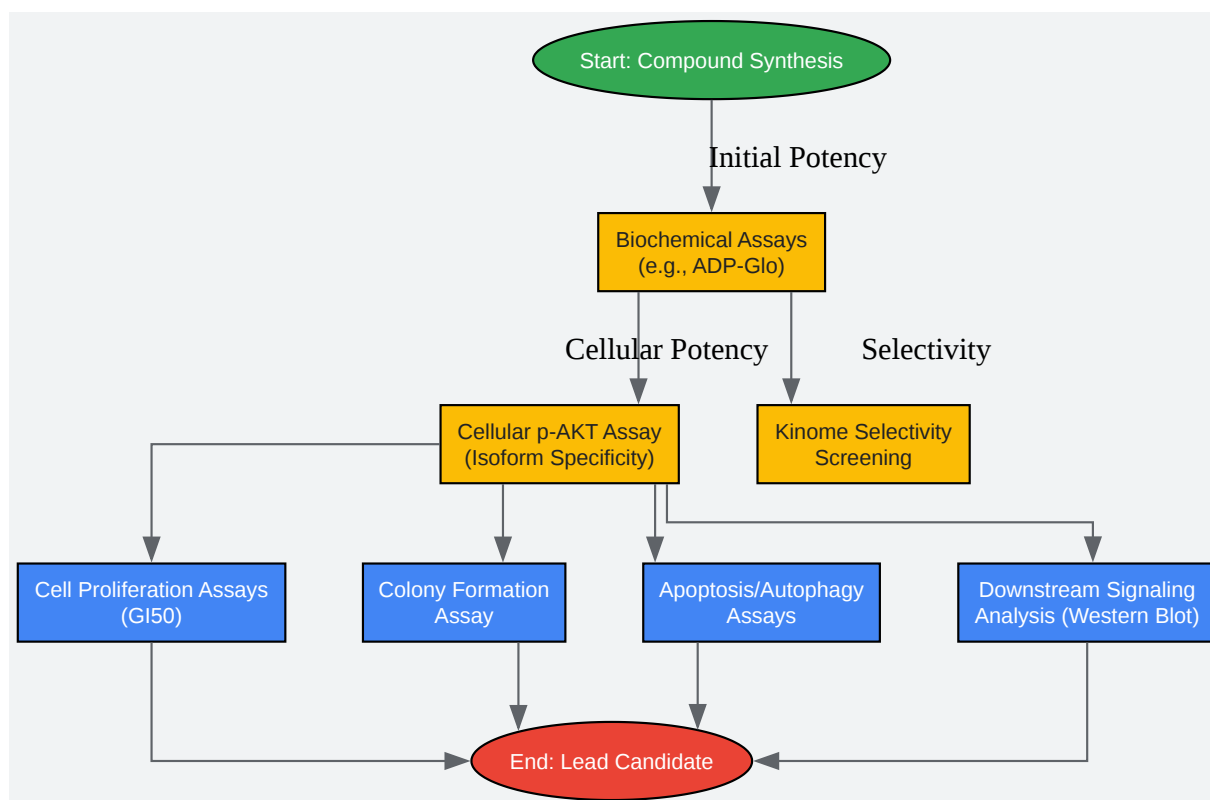 Start: Compound Synthesis
Initial Potency
Biochemical Assays
(e.g., ADP-Glo)
Cellular Potency
Selectivity
Cellular p-AKT Assay
(Isoform Specificity)
Kinome Selectivity
Screening
Cell Proliferation Assays
(GI50)
Colony Formation
Assay
Apoptosis/Autophagy
Assays
Downstream Signaling
Analysis (Western Blot)
End: Lead Candidate